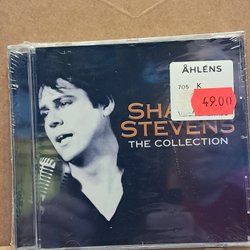 ÅHLÉNS
705 K
49.00
SHA
STEVENS
THE COLLECTION